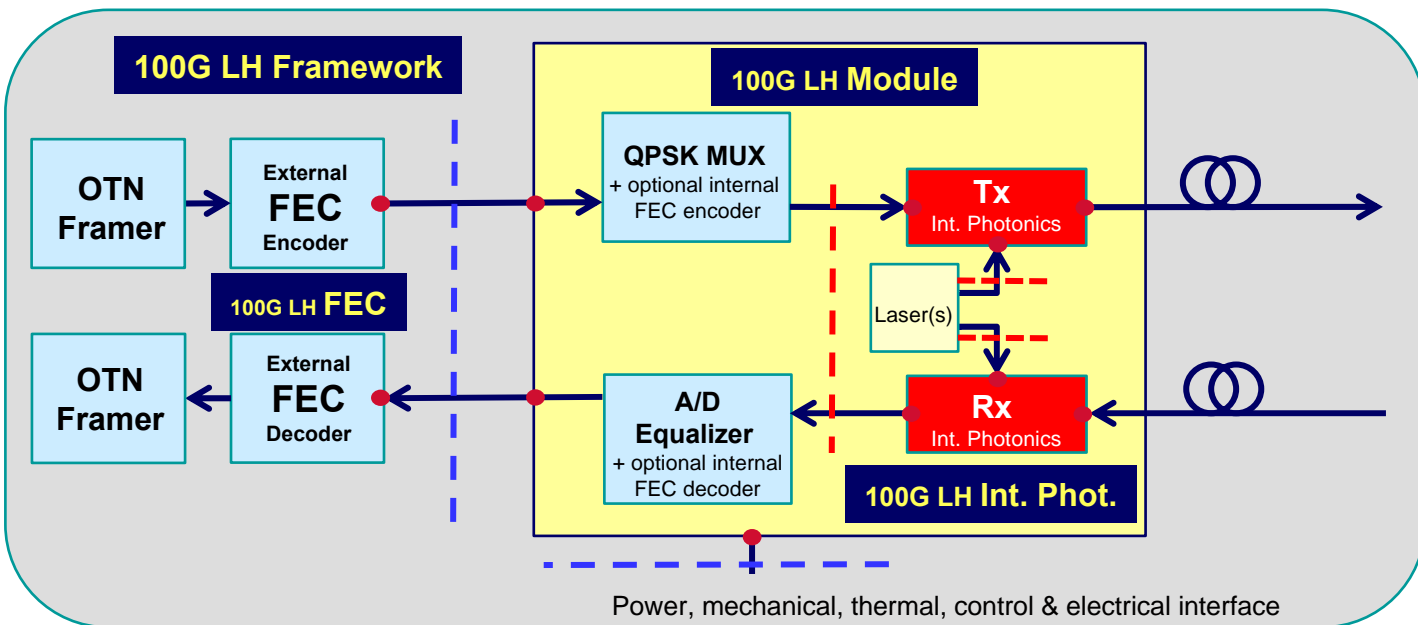 100G LH Framework
100G LH Module
OTN
Framer
External
FEC
Encoder
QPSK MUX
+ optional internal
FEC encoder
Tx
Int. Photonics
100G LH FEC
Laser(s)
OTN
Framer
External
FEC
Decoder
A/D
Equalizer
+ optional internal
FEC decoder
Rx
Int. Photonics
100G LH Int. Phot.
Power, mechanical, thermal, control & electrical interface